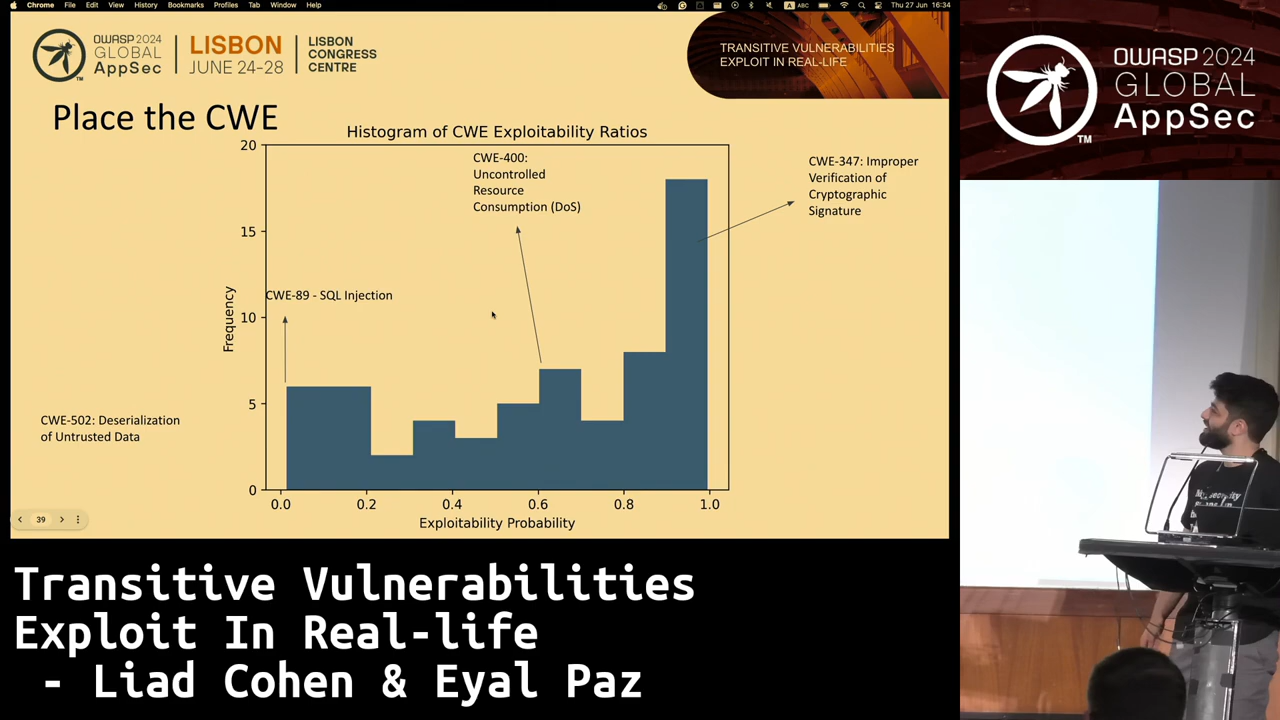 Chrome File Edit View History Bookmarks Profiles Tab Window Help
ABC
Thu 27 Jun 16:34
OWASP 2024
GLOBAL
AppSec
TM
LISBON
JUNE 24-28
LISBON
CONGRESS
CENTRE
TRANSITIVE VULNERABILITIES
EXPLOIT IN REAL-LIFE
OWASP 2024
GLOBAL
AppSec
TM
Place the CWE
Histogram of CWE Exploitability Ratios
20
15
10
5
0
Frequency
CWE-400:
Uncontrolled
Resource
Consumption (DoS)
CWE-347: Improper
Verification of
Cryptographic
Signature
CWE-89 - SQL Injection
CWE-502: Deserialization
of Untrusted Data
0.0 0.2 0.4 0.6 0.8 1.0
Exploitability Probability
39
Transitive Vulnerabilities
Exploit In Real-life
- Liad Cohen & Eyal Paz